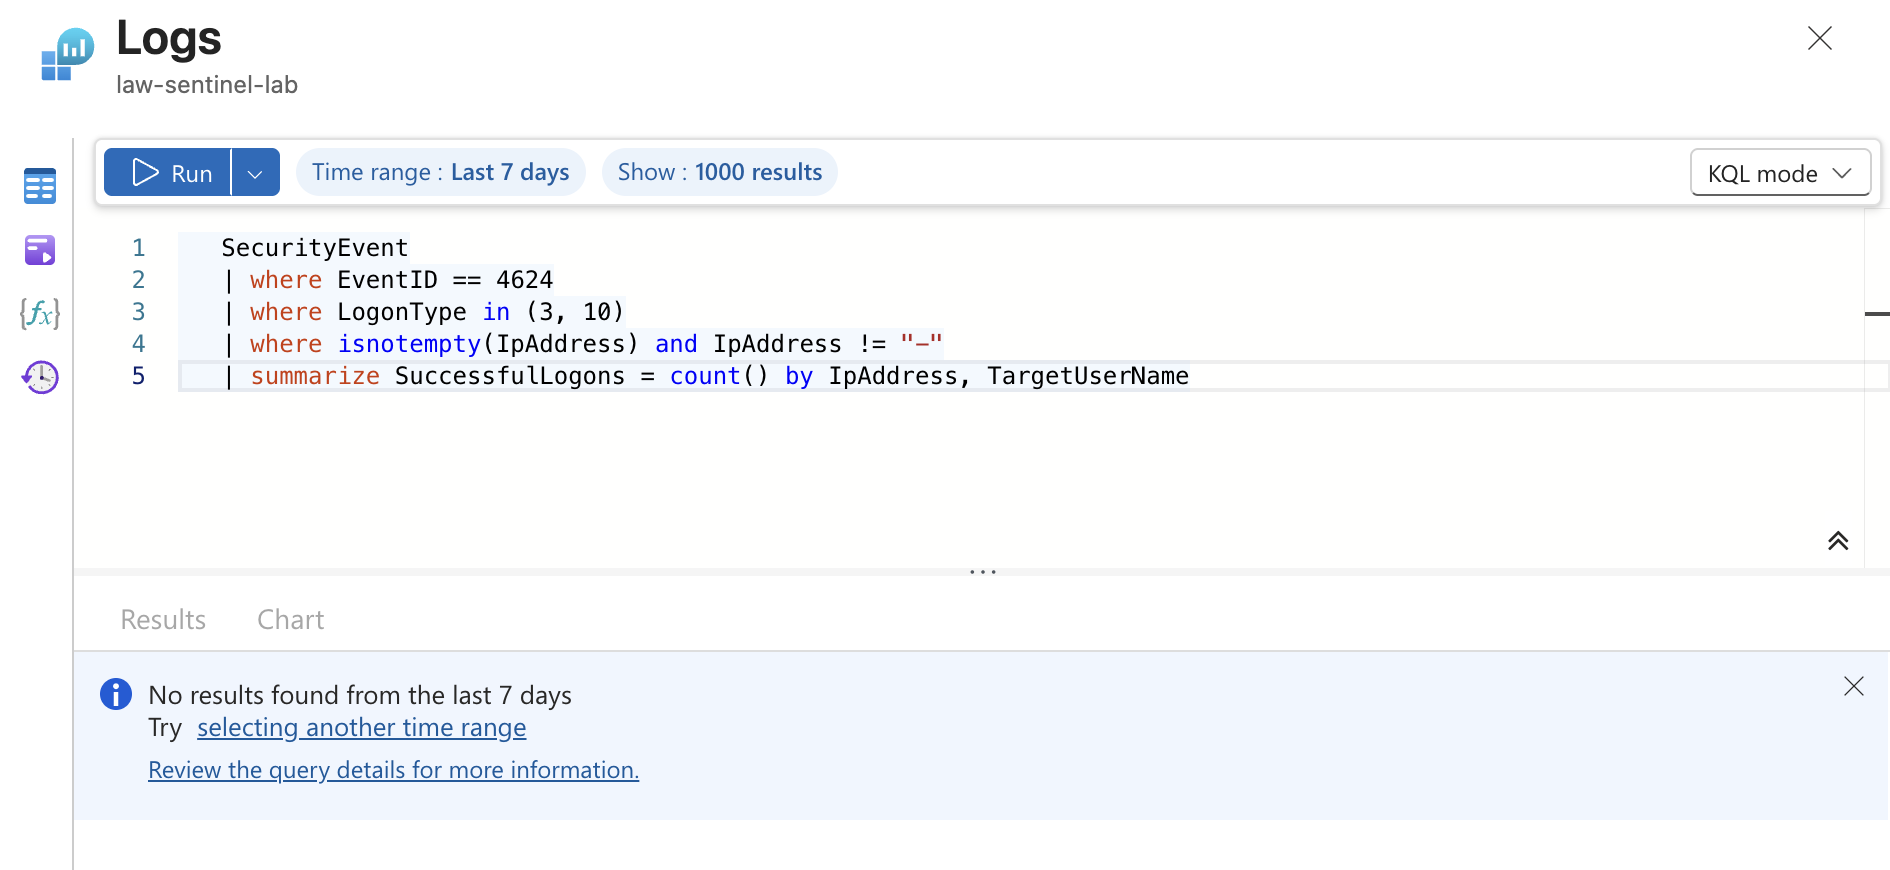 Logs
law-sentinel-lab
Run
Time range : Last 7 days
Show : 1000 results
KQL mode
{fx}
1 SecurityEvent
2 | where EventID == 4624
3 | where LogonType in (3, 10)
4 | where isnotempty(IpAddress) and IpAddress != "-"
5 | summarize SuccessfulLogons = count() by IpAddress, TargetUserName
...
Results Chart
No results found from the last 7 days
Try selecting another time range
Review the query details for more information.